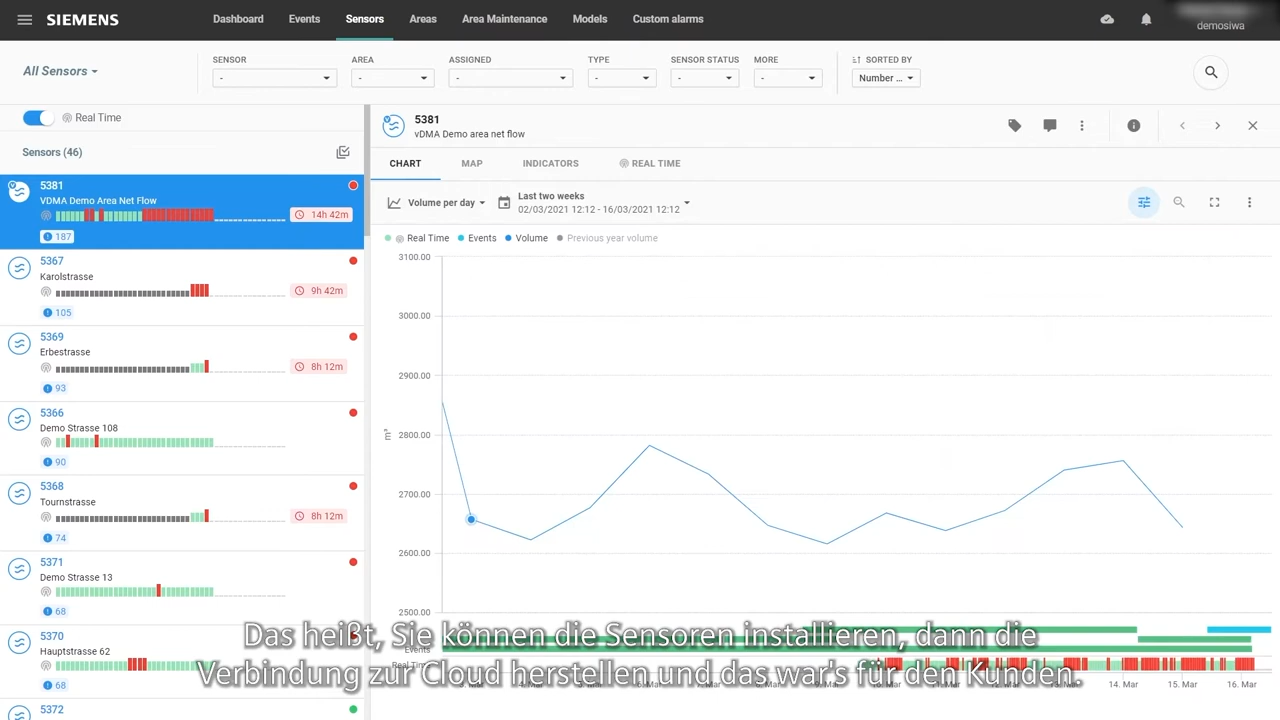 SIEMENS
Dashboard
Events
Sensors
Areas
Area Maintenance
Models
Custom alarms
demosiwa
All Sensors
SENSOR
AREA
ASSIGNED
TYPE
SENSOR STATUS
MORE
SORTED BY
-
-
-
-
-
-
Number ...
Real Time
Sensors (46)
5381
VDMA Demo Area Net Flow
14h 42m
187
5367
Karolstrasse
9h 42m
105
5369
Erbestrasse
8h 12m
93
5366
Demo Strasse 108
90
5368
Tournstrasse
8h 12m
74
5371
Demo Strasse 13
68
5370
Hauptstrasse 62
68
5372
5381
vDMA Demo area net flow
CHART
MAP
INDICATORS
REAL TIME
Volume per day
Last two weeks
02/03/2021 12:12 - 16/03/2021 12:12
Real Time
Events
Volume
Previous year volume
3100.00
3000.00
2900.00
2800.00
m³
2700.00
2600.00
2500.00
Events
14. Mar
15. Mar
16. Mar
Das heißt, Sie können die Sensoren installieren, dann die
Verbindung zur Cloud herstellen und das war's für den Kunden.